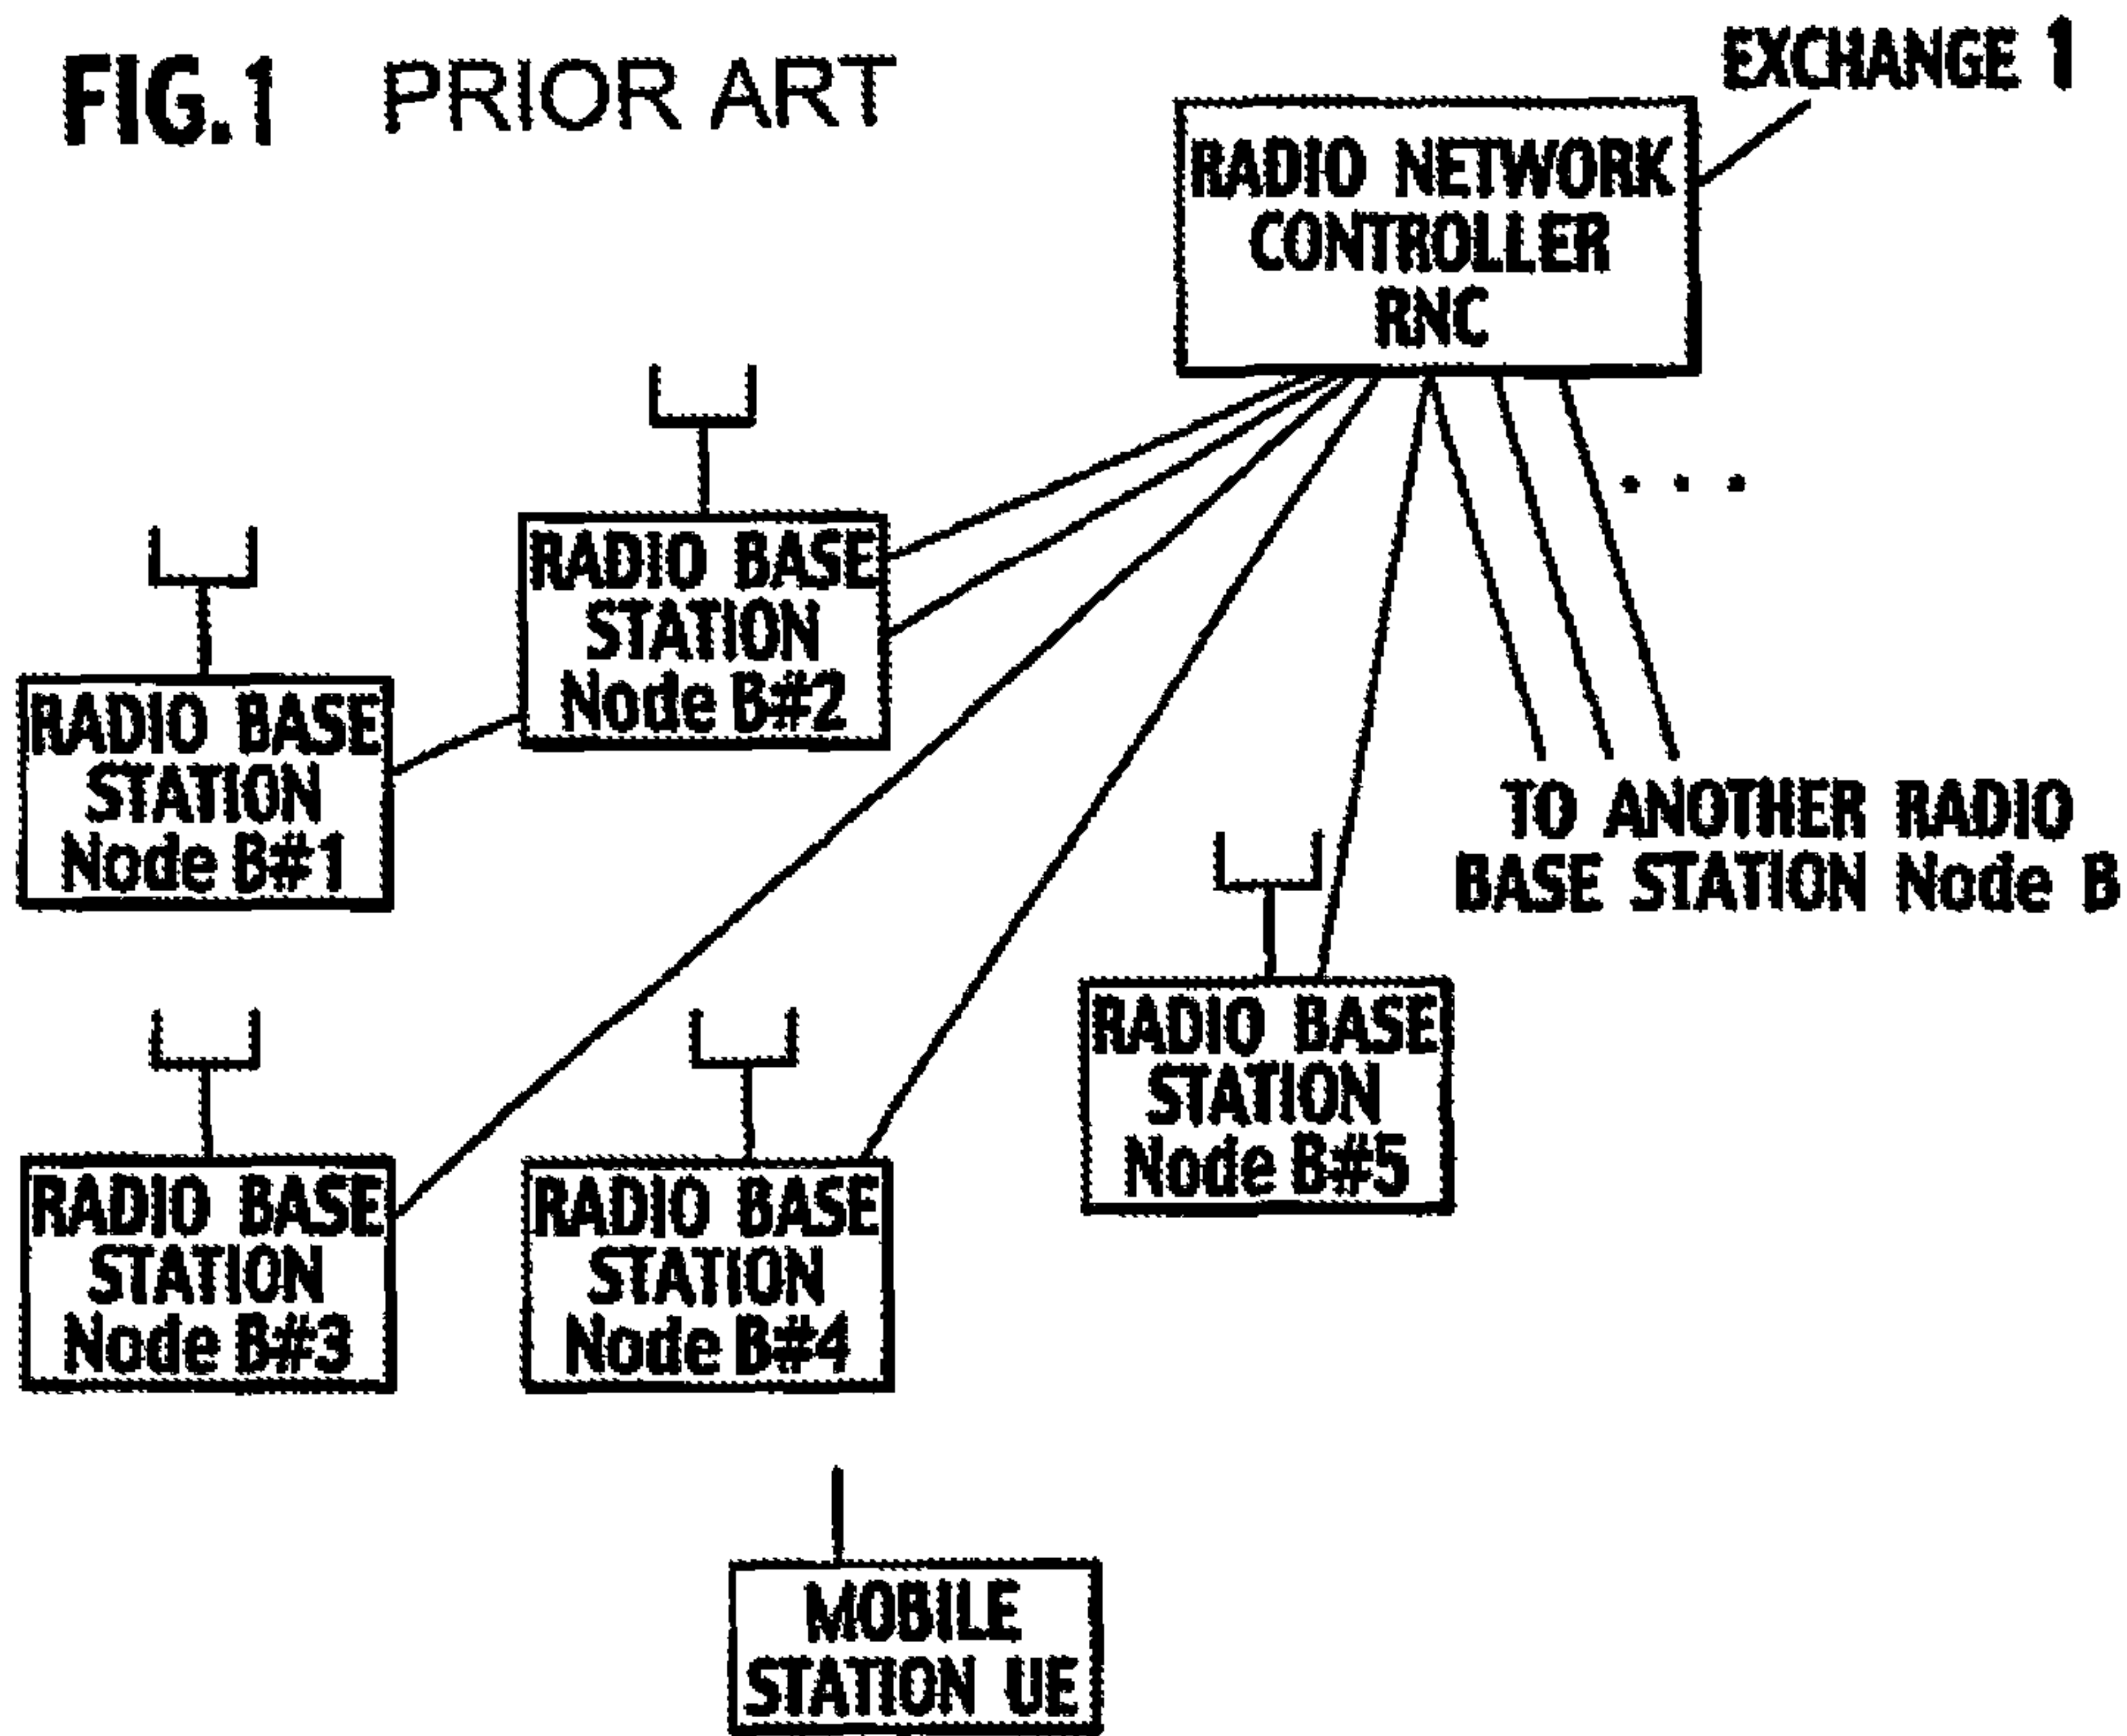 FIG.1 PRIOR ART
EXCHANGE 1
RADIO NETWORK
CONTROLLER
RNC
RADIO BASE
STATION
Node B#2
RADIO BASE
STATION
Node B#1
TO ANOTHER RADIO
BASE STATION Node B
RADIO BASE
STATION
Node B#5
RADIO BASE
STATION
Node B#3
RADIO BASE
STATION
Node B#4
MOBILE
STATION UE